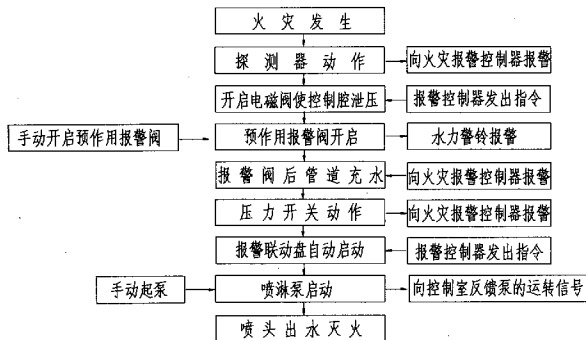 火灾发生
探测器动作
向火灾报警控制器报警
开启电磁阀使控制腔泄压
报警控制器发出指令
手动开启预作用报警阀
预作用报警阀开启
水力警铃报警
报警阀后管道充水
向火灾报警控制器报警
压力开关动作
向火灾报警控制器报警
报警联动盘自动启动
报警控制器发出指令
手动起泵
喷淋泵启动
向控制室反馈泵的运转信号
喷头出水灭火